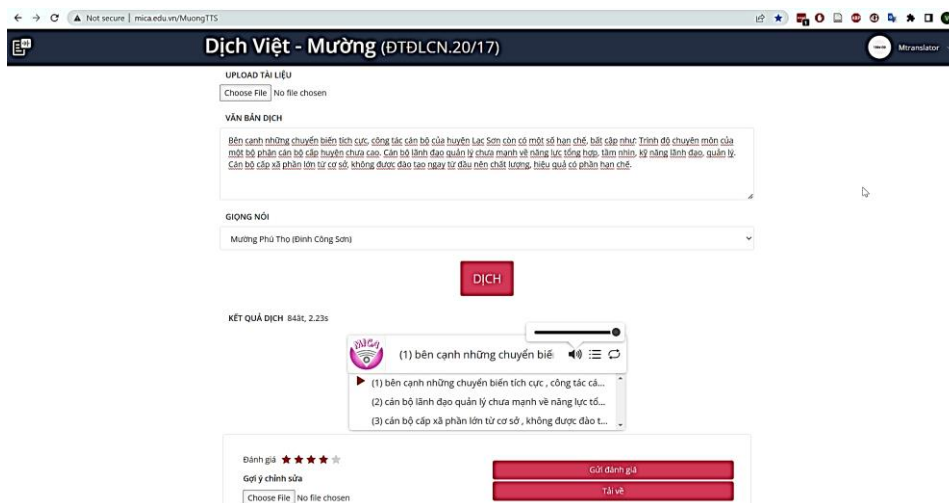 Not secure | mica.edu.vn/MuongTTS
Dịch Việt - Mường (ĐTĐLCN.20/17)
Mtranslator
UPLOAD TÀI LIỆU
Choose File No file chosen
VĂN BẢN DỊCH
Bên cạnh những chuyển biến tích cực, công tác cán bộ của huyện Lạc Sơn còn có một số hạn chế, bất cập như: Trình độ chuyên môn của
một bộ phận cán bộ cấp huyện chưa cao. Cán bộ lãnh đạo quản lý chưa mạnh về năng lực tổng hợp, tầm nhìn, kỹ năng lãnh đạo, quản lý.
Cán bộ cấp xã phần lớn từ cơ sở, không được đào tạo ngay từ đầu nên chất lượng, hiệu quả có phần hạn chế.
GIỌNG NÓI
Mường Phú Thọ (Đinh Công Sơn)
DỊCH
KẾT QUẢ DỊCH 84ât, 2.23s
MICA
(1) bên cạnh những chuyển biế
(1) bên cạnh những chuyển biến tích cực , công tác cá...
(2) cán bộ lãnh đạo quản lý chưa mạnh về năng lực tổ...
(3) cán bộ cấp xã phần lớn từ cơ sở , không được đào t...
Đánh giá
Gửi đánh giá
Gợi ý chỉnh sửa
Tải về
Choose File No file chosen